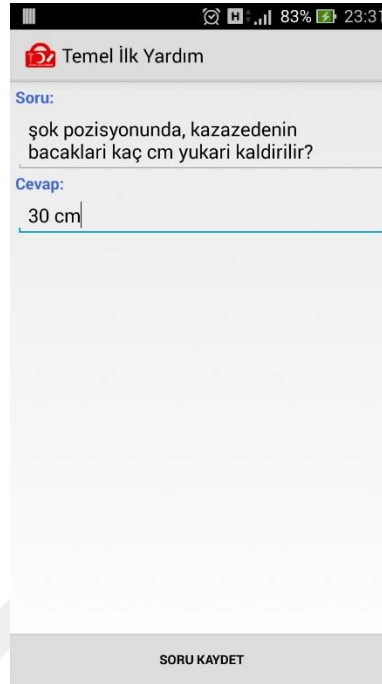 H 83% 23:31
Temel İlk Yardım
Soru:
şok pozisyonunda, kazazedenin
bacaklari kaç cm yukari kaldirilir?
Cevap:
30 cm
SORU KAYDET